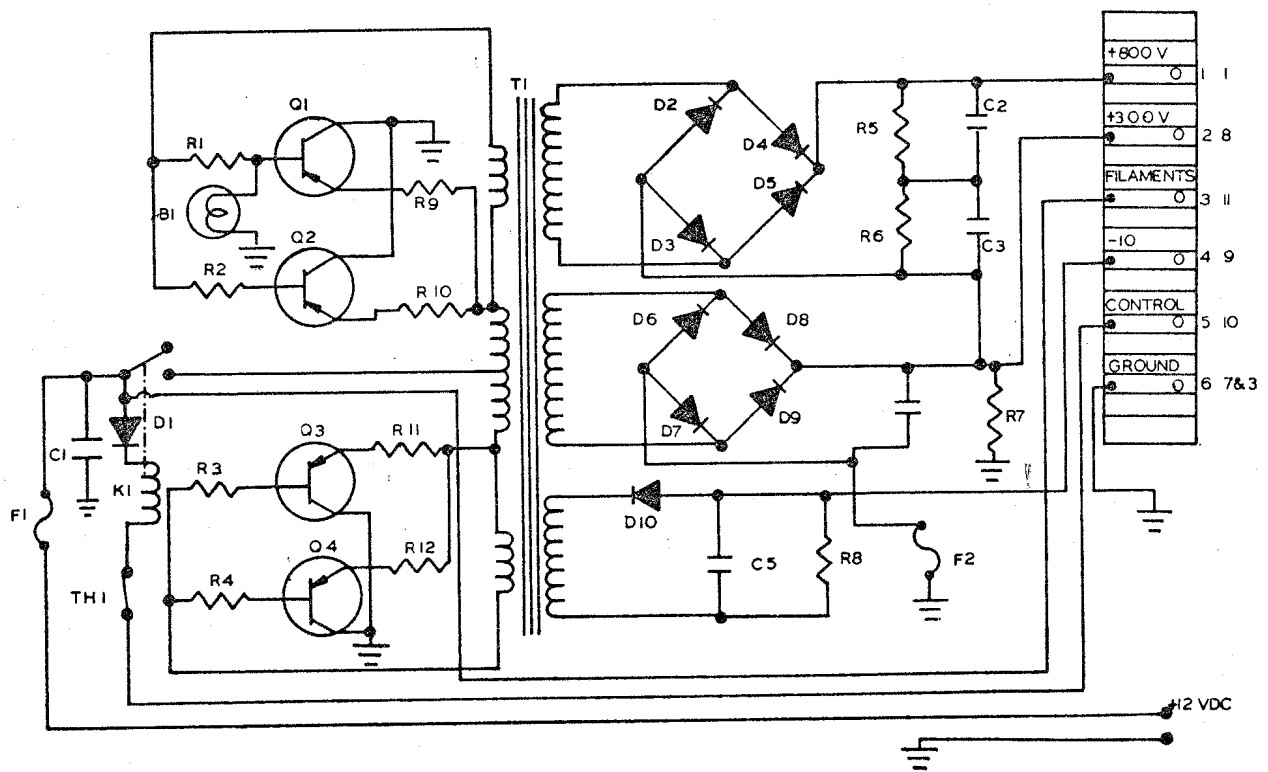 T1
+800 V
1 1
Q1
D2
C2
R5
+300 V
2 8
R1
D4
D5
FILAMENTS
3 11
B1
R9
Q2
D3
R6
C3
-10
4 9
R2
R10
D6
D8
CONTROL
5 10
GROUND
6 7&3
D1
D7
D9
R7
C1
Q3
R11
R3
K1
F1
D10
Q4
R12
C5
R8
F2
R4
TH1
+12 VDC